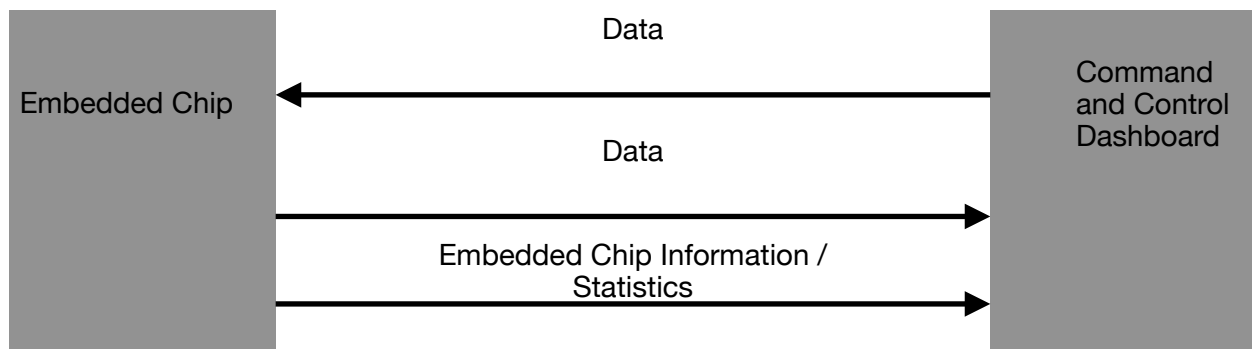 Data
Embedded Chip
Command
and Control
Dashboard
Data
Embedded Chip Information /
Statistics